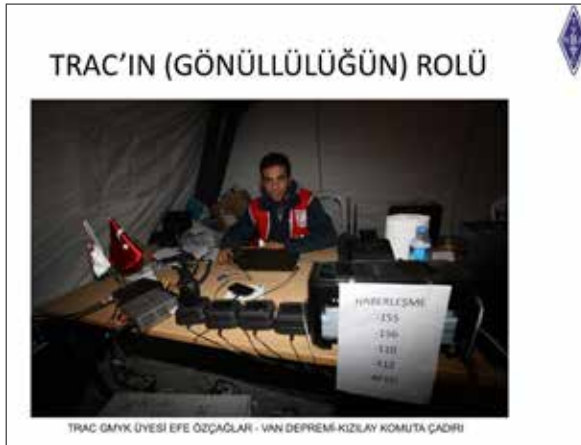 TRAC'IN (GÖNÜLLÜLÜĞÜN) ROLÜ
HABERLEŞME
-155
-156
-110
-112
TRAC GMYK ÜYESİ EFE ÖZÇAĞLAR - VAN DEPREMİ-KIZILAY KOMUTA ÇADIRI